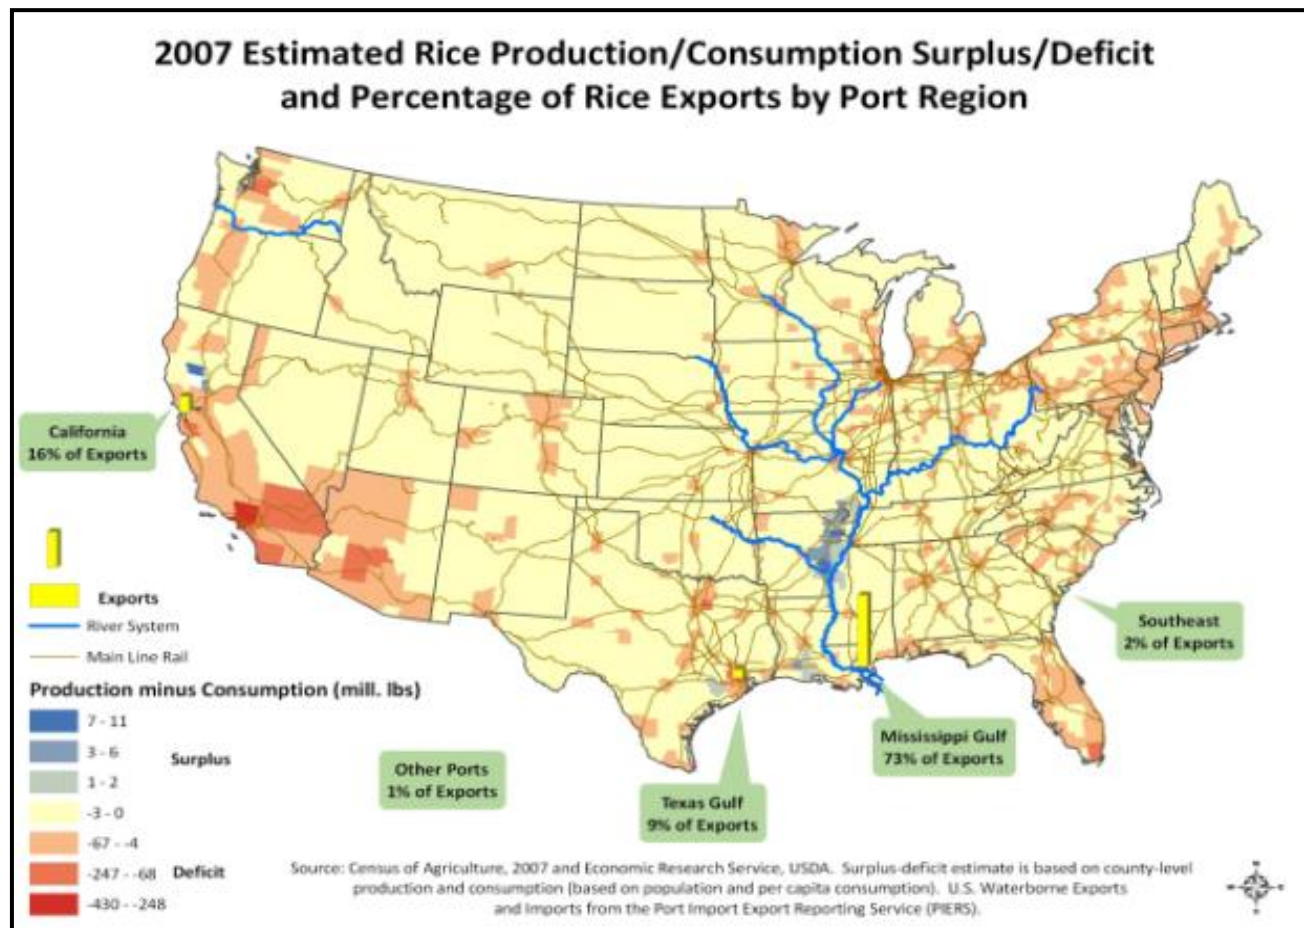 2007 Estimated Rice Production/Consumption Surplus/Deficit
and Percentage of Rice Exports by Port Region
California
16% of Exports
Exports
River System
Main Line Rail
Production minus Consumption (mill. lbs)
7 - 11
3 - 6
Surplus
1 - 2
-3 - 0
-67 - -4
-247 - -68
Deficit
-430 - -248
Other Ports
1% of Exports
Texas Gulf
9% of Exports
Mississippi Gulf
73% of Exports
Southeast
2% of Exports
Source: Census of Agriculture, 2007 and Economic Research Service, USDA. Surplus-deficit estimate is based on county-level
production and consumption (based on population and per capita consumption). U.S. Waterborne Exports
and Imports from the Port Import Export Reporting Service (PIERS).